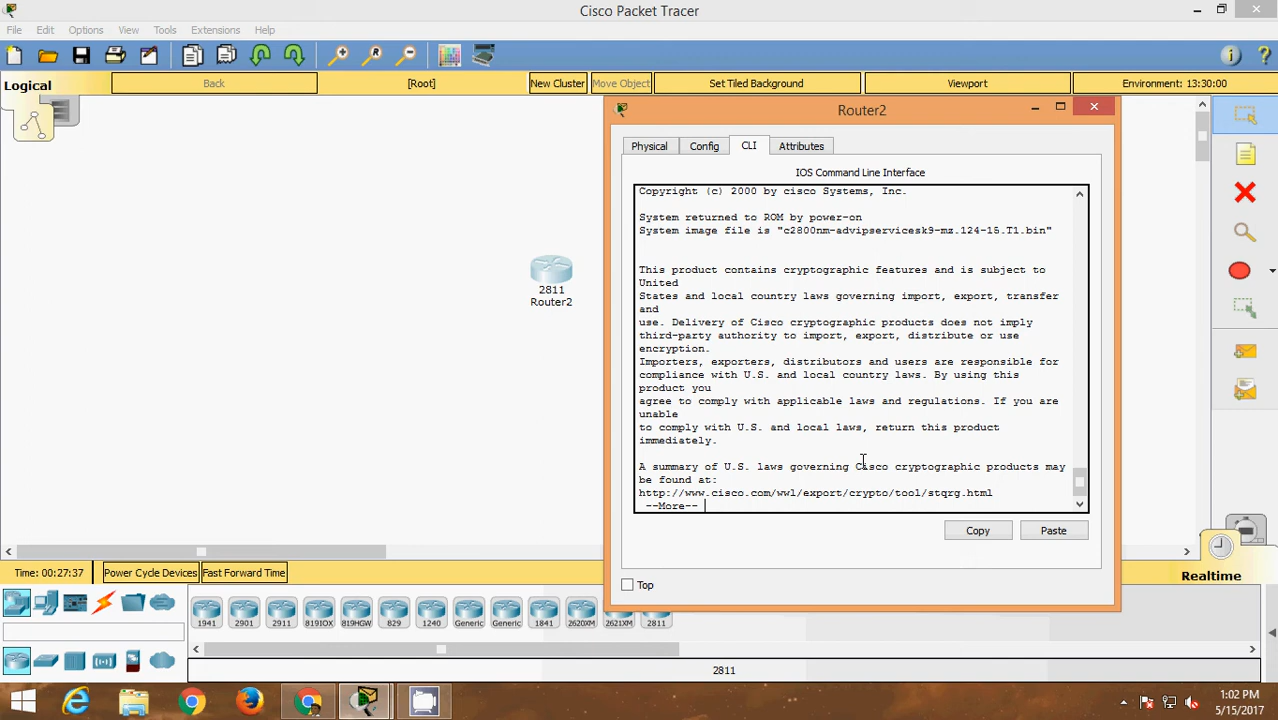 Cisco Packet Tracer
File Edit Options View Tools Extensions Help
Logical
Back
[Root]
New Cluster
Move Object
Set Tiled Background
Viewport
Environment: 13:30:00
Router2
Physical
Config
CLI
Attributes
IOS Command Line Interface
Copyright (c) 2000 by cisco Systems, Inc.
System returned to ROM by power-on
System image file is "c2800nm-advipservicesk9-mz.124-15.T1.bin"
This product contains cryptographic features and is subject to
United
States and local country laws governing import, export, transfer
and
use. Delivery of Cisco cryptographic products does not imply
third-party authority to import, export, distribute or use
encryption.
Importers, exporters, distributors and users are responsible for
compliance with U.S. and local country laws. By using this
product you
agree to comply with applicable laws and regulations. If you are
unable
to comply with U.S. and local laws, return this product
immediately.
A summary of U.S. laws governing Cisco cryptographic products may
be found at:
http://www.cisco.com/wwl/export/crypto/tool/stqrg.html
--More--
Copy
Paste
Top
2811
Router2
Time: 00:27:37
Power Cycle Devices
Fast Forward Time
Realtime
1941
2901
2911
819IOX
819HGW
829
1240
Generic
Generic
1841
2620XM
2621XM
2811
2811
1:02 PM
5/15/2017